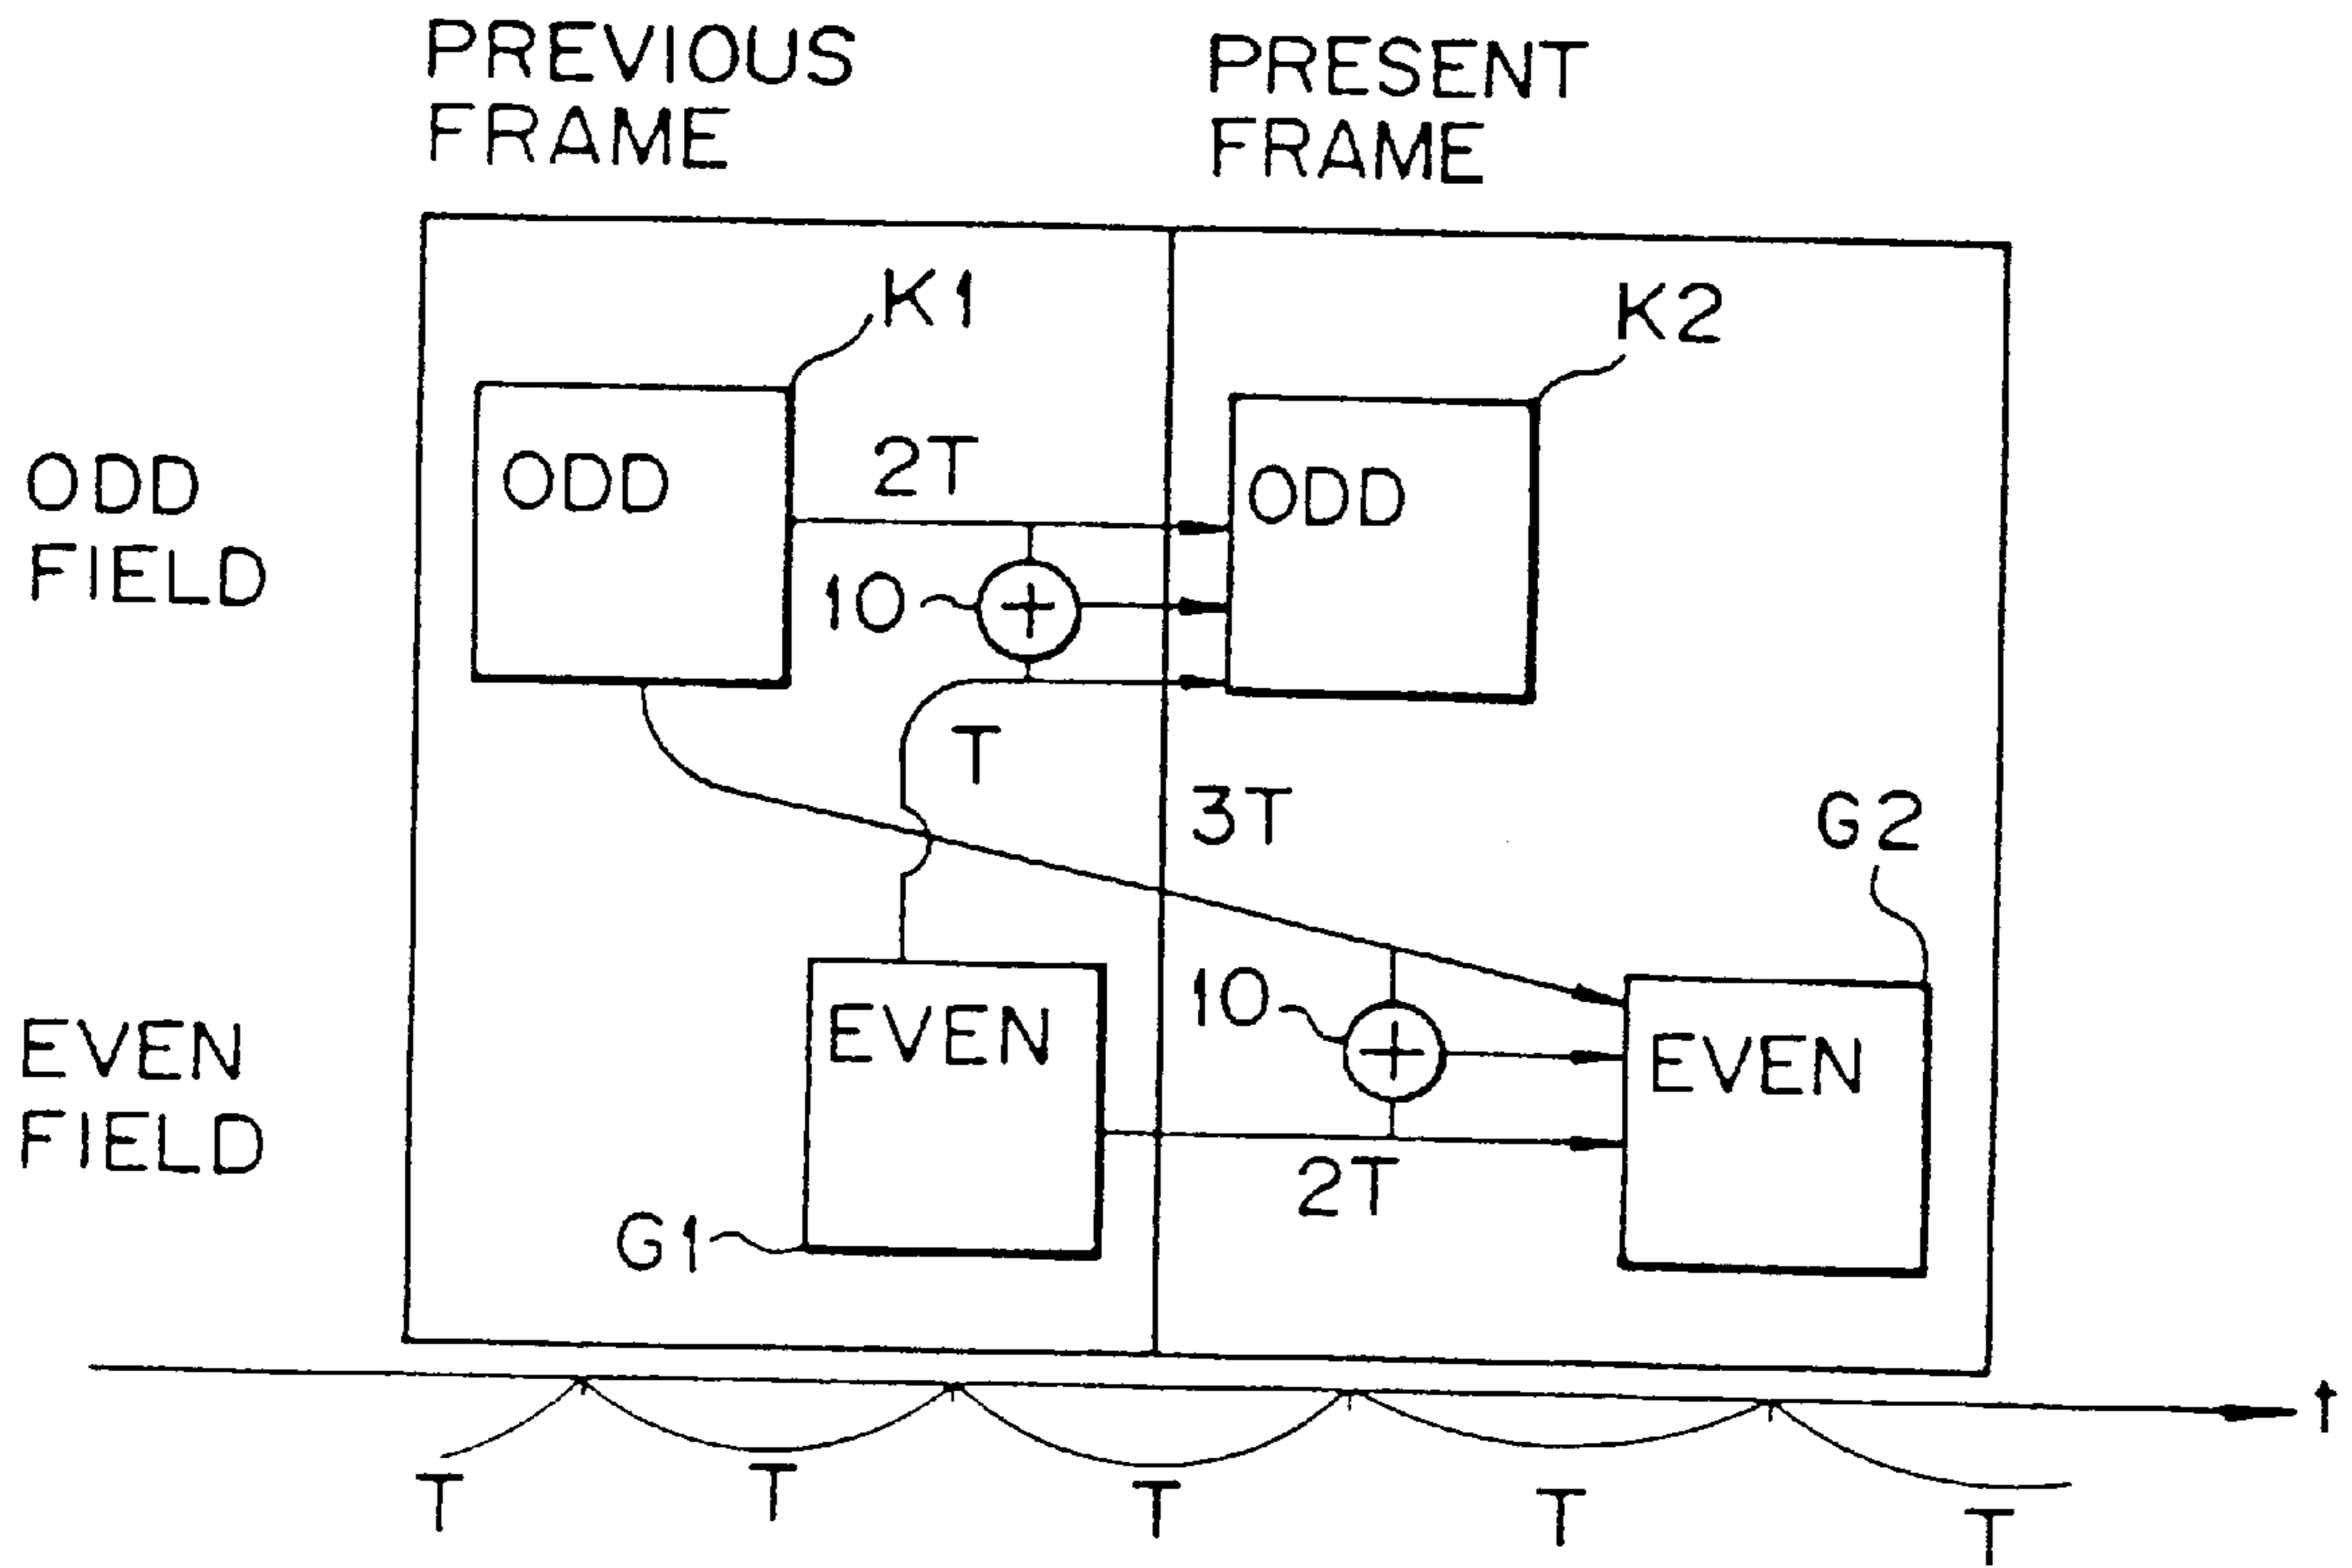 PREVIOUS
FRAME
PRESENT
FRAME
K1
K2
ODD
FIELD
ODD
2T
ODD
10
T
3T
G2
EVEN
FIELD
EVEN
10
EVEN
2T
G1
t
T
T
T
T
T